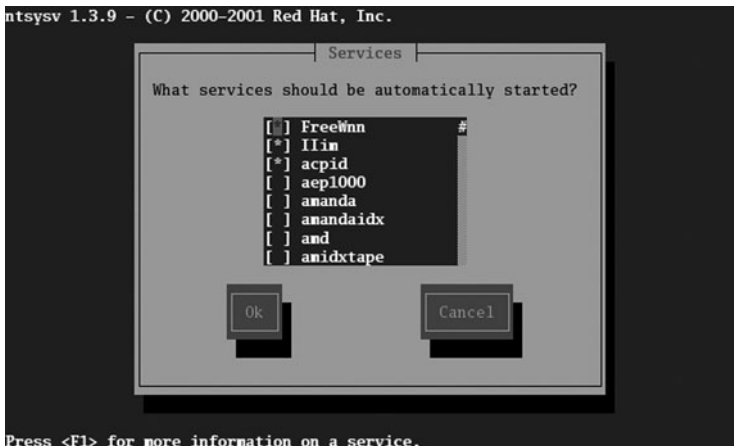 ntsysv 1.3.9 - (C) 2000-2001 Red Hat, Inc.
Services
What services should be automatically started?
[*] FreeWnn #
[*] IIim
[*] acpid
[ ] aep1000
[ ] amanda
[ ] amandaidx
[ ] amd
[ ] amidxtape
Ok Cancel
Press <F1> for more information on a service.